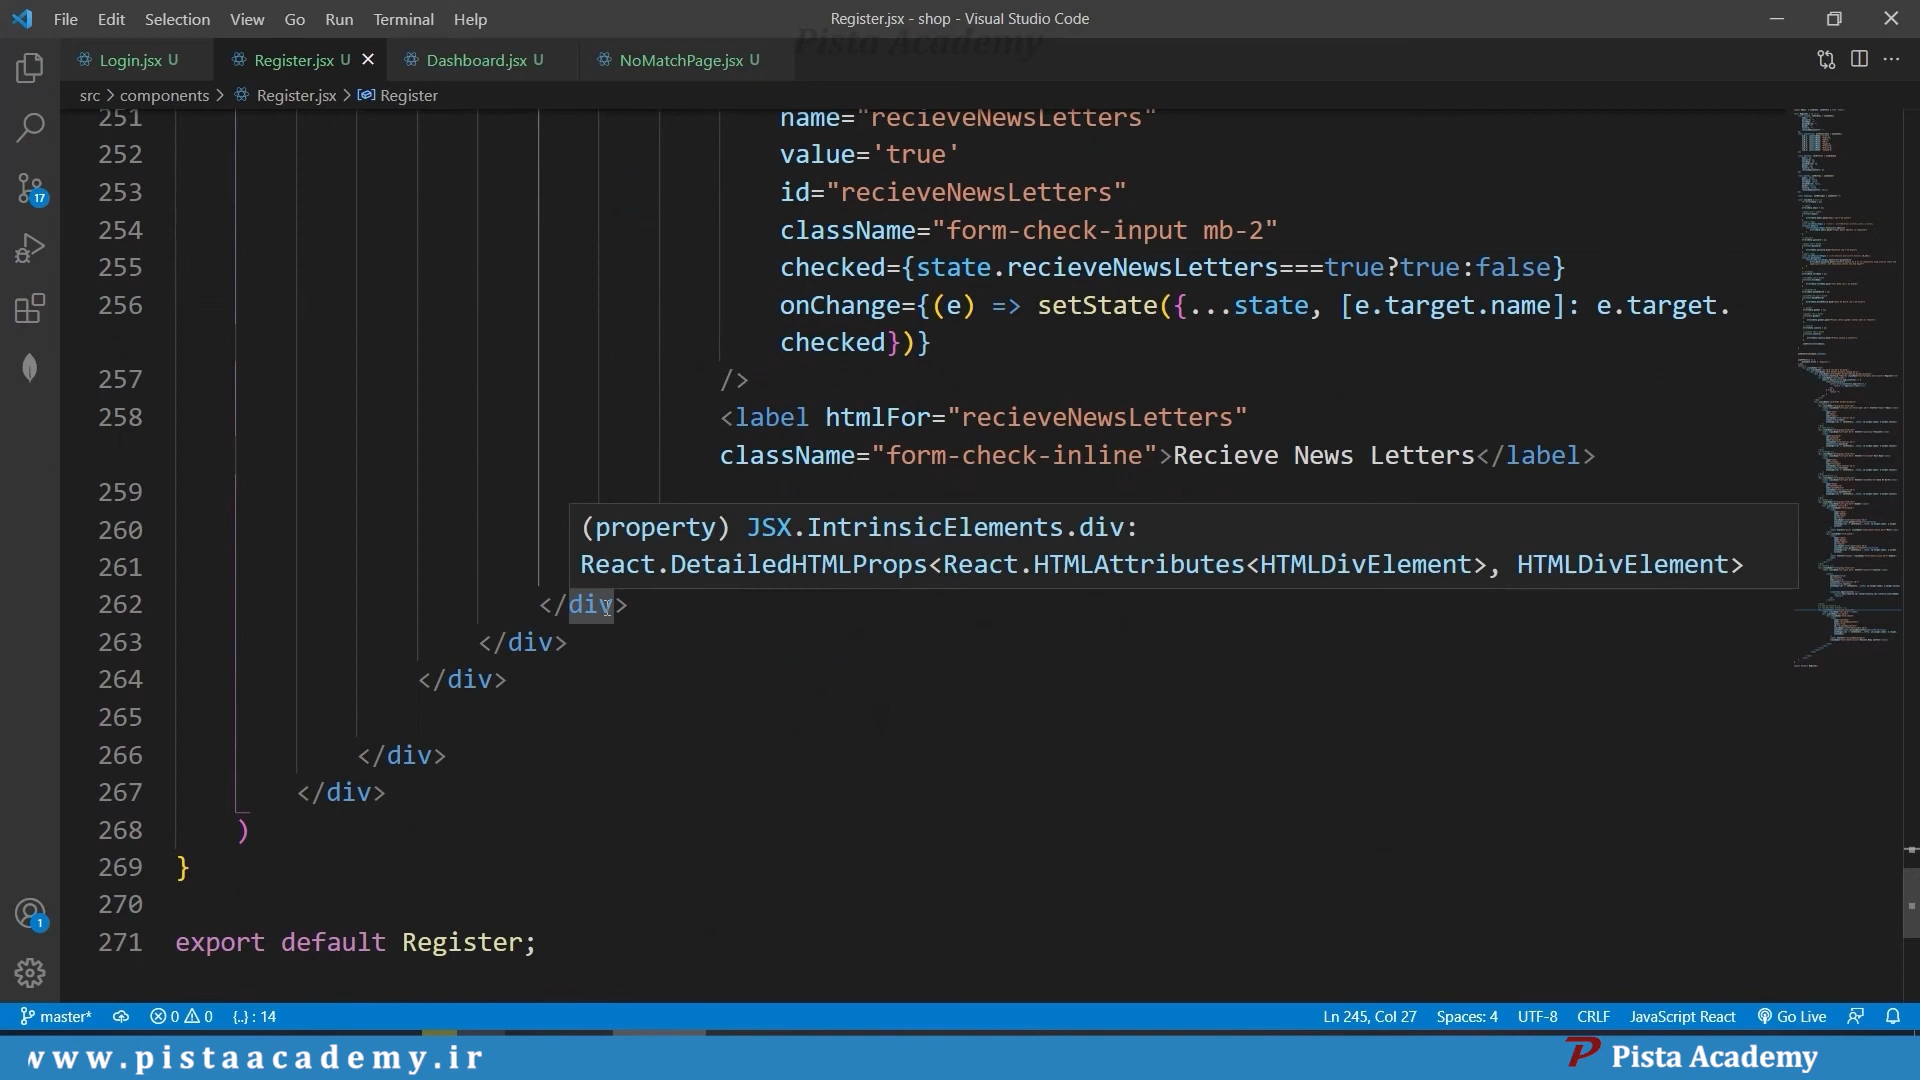 File Edit Selection View Go Run Terminal Help
Register.jsx - shop - Visual Studio Code
Pista Academy
Login.jsx U
Register.jsx U
Dashboard.jsx U
NoMatchPage.jsx U
src > components > Register.jsx > Register
251 name="recieveNewsLetters"
252 value='true'
253 id="recieveNewsLetters"
254 className="form-check-input mb-2"
255 checked={state.recieveNewsLetters===true?true:false}
256 onChange={(e) => setState({...state, [e.target.name]: e.target.
checked})}
257 />
258 <label htmlFor="recieveNewsLetters"
className="form-check-inline">Recieve News Letters</label>
259
(property) JSX.IntrinsicElements.div:
React.DetailedHTMLProps<React.HTMLAttributes<HTMLDivElement>, HTMLDivElement>
260
261
262 </div>
263 </div>
264 </div>
265
266 </div>
267 </div>
268 )
269 }
270
271 export default Register;
17
1
master* 0 0 {..} : 14
Ln 245, Col 27 Spaces: 4 UTF-8 CRLF JavaScript React Go Live
www.pistaacademy.ir
Pista Academy